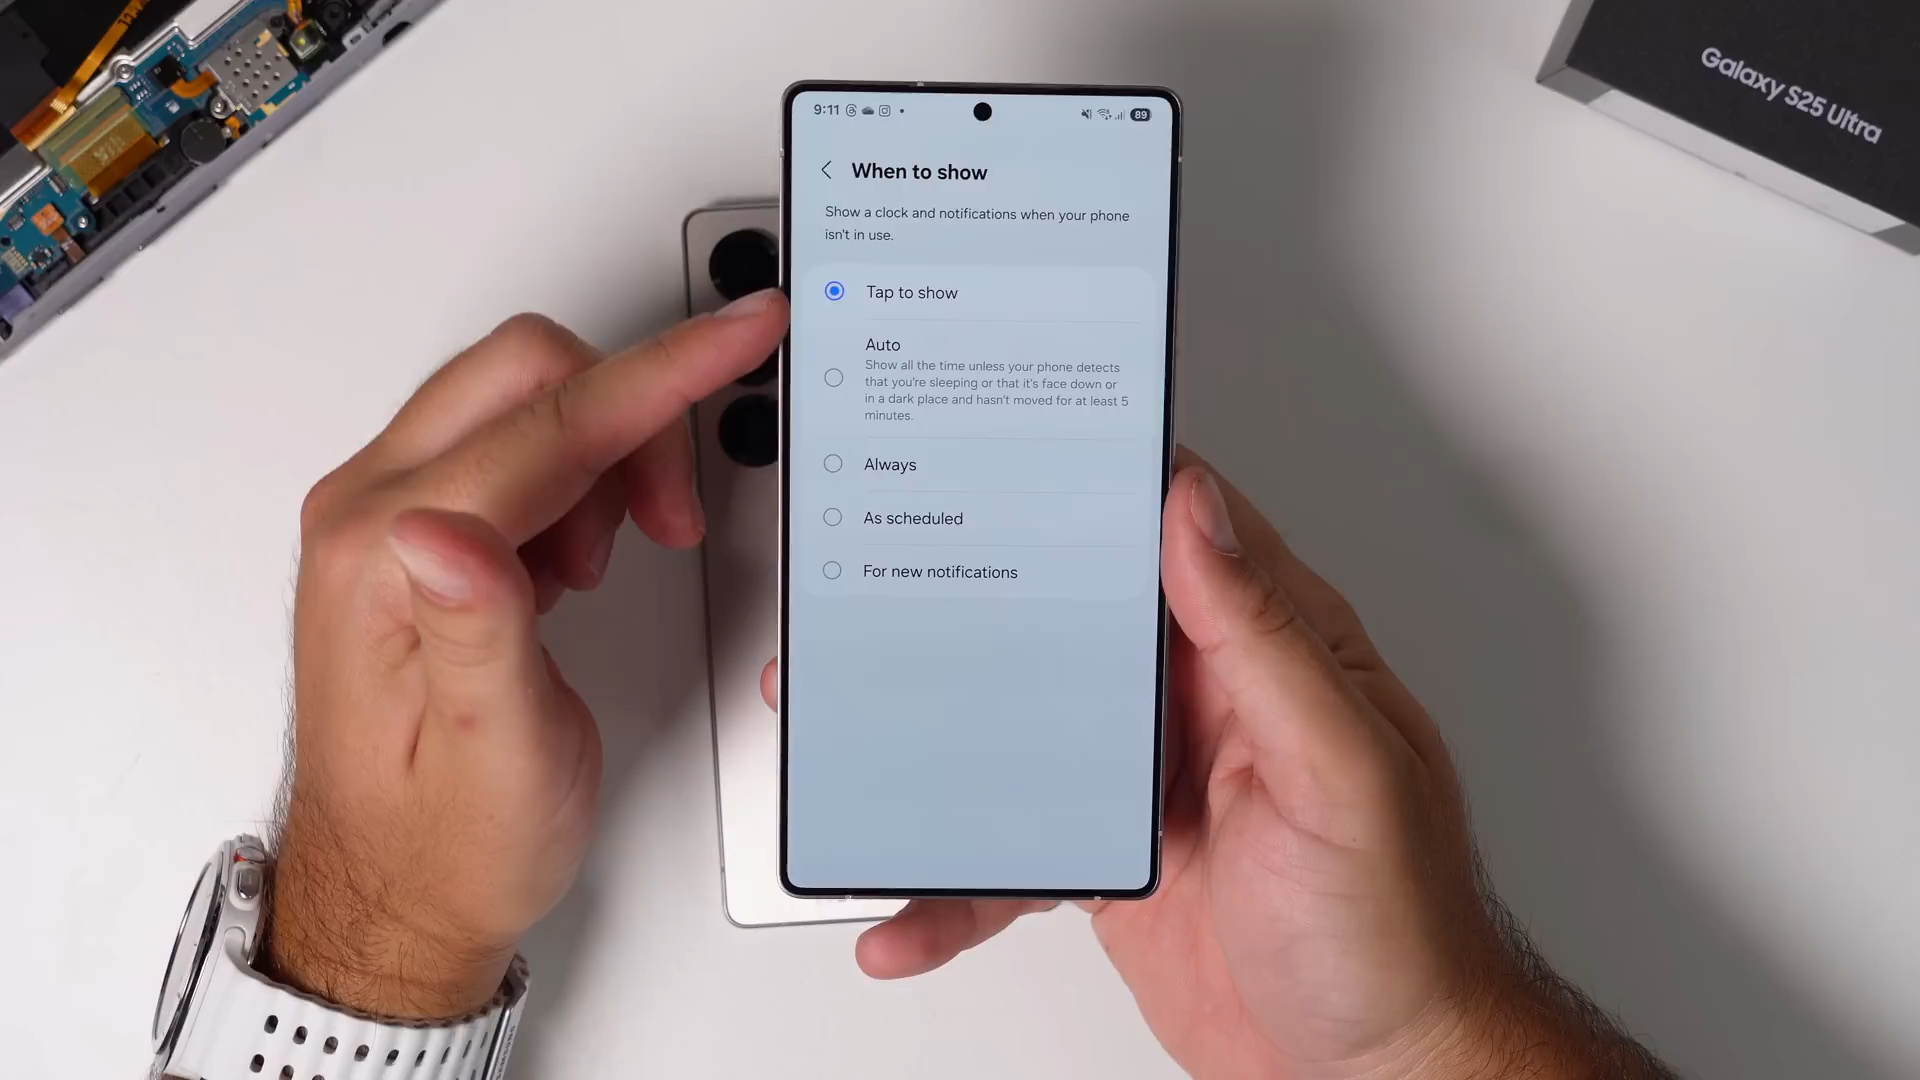 Galaxy S25 Ultra
9:11
89
When to show
Show a clock and notifications when your phone
isn't in use.
Tap to show
Auto
Show all the time unless your phone detects
that you're sleeping or that it's face down or
in a dark place and hasn't moved for at least 5
minutes.
Always
As scheduled
For new notifications
SAMSUNG